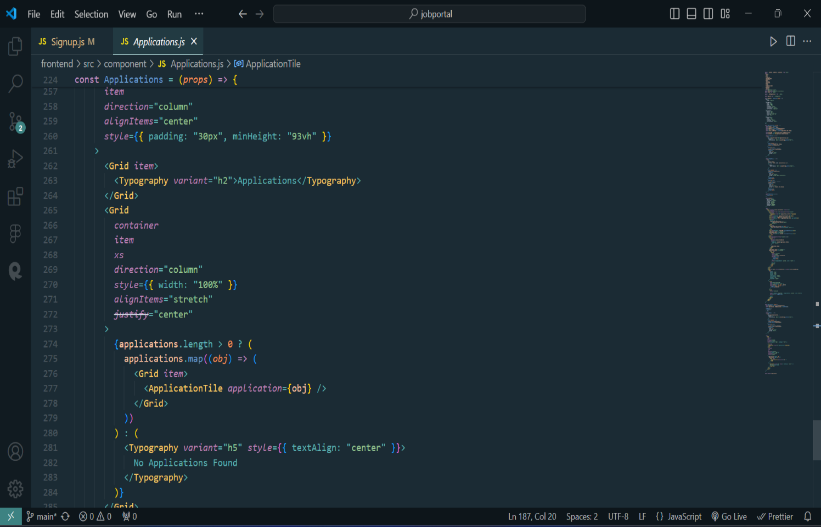 File Edit Selection View Go Run ··· jobportal
JS Signup.js M JS Applications.js ×
frontend > src > component > JS Applications.js > ApplicationTile
224 const Applications = (props) => {
257 item
258 direction="column"
259 alignItems="center"
260 style={{ padding: "30px", minHeight: "93vh" }}
261 >
262 <Grid item>
263 <Typography variant="h2">Applications</Typography>
264 </Grid>
265 <Grid
266 container
267 item
268 xs
269 direction="column"
270 style={{ width: "100%" }}
271 alignItems="stretch"
272 justify="center"
273 >
274 {applications.length > 0 ? (
275 applications.map((obj) => (
276 <Grid item>
277 <ApplicationTile application={obj} />
278 </Grid>
279 ))
280 ) : (
281 <Typography variant="h5" style={{ textAlign: "center" }}>
282 No Applications Found
283 </Typography>
284 )}
285 </Grid>
2
main* 0 0 0 Ln 187, Col 20 Spaces: 2 UTF-8 LF {} JavaScript Go Live Prettier